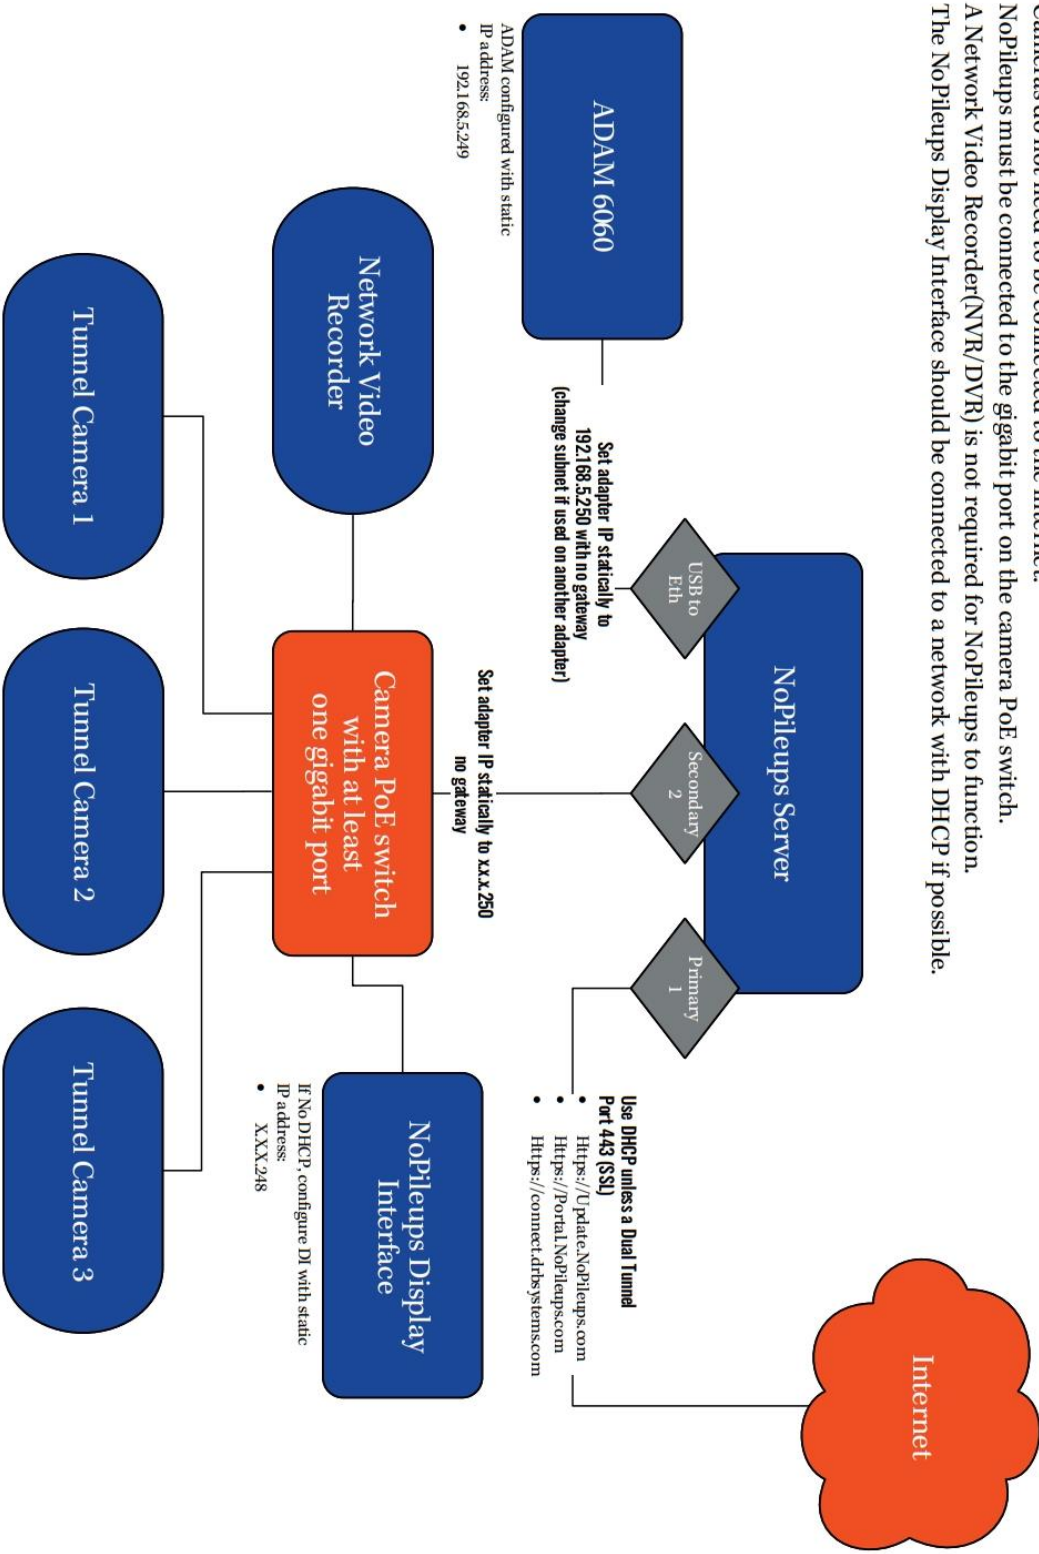 NoPileups must be connected to the gigabit port on the camera PoE switch.
A Network Video Recorder(NVR/DVR) is not required for NoPileups to function.
The NoPileups Display Interface should be connected to a network with DHCP if possible.
Internet
NoPileups Server
USB to
Eth
Secondary
2
Primary
1
ADAM 6060
ADAM configured with static
IP address:
• 192.168.5.249
Set adapter IP statically to
192.168.5.250 with no gateway
(change subnet if used on another adapter)
Set adapter IP statically to x.x.x.250
no gateway
Use DHCP unless a Dual Tunnel
Port 443 (SSL)
• Https://Update.NoPileups.com
• Https://Portal.NoPileups.com
• Https://connect.drbsystems.com
Network Video
Recorder
Camera PoE switch
with at least
one gigabit port
NoPileups Display
Interface
If No DHCP, configure DI with static
IP address:
• X.X.X.248
Tunnel Camera 1
Tunnel Camera 2
Tunnel Camera 3